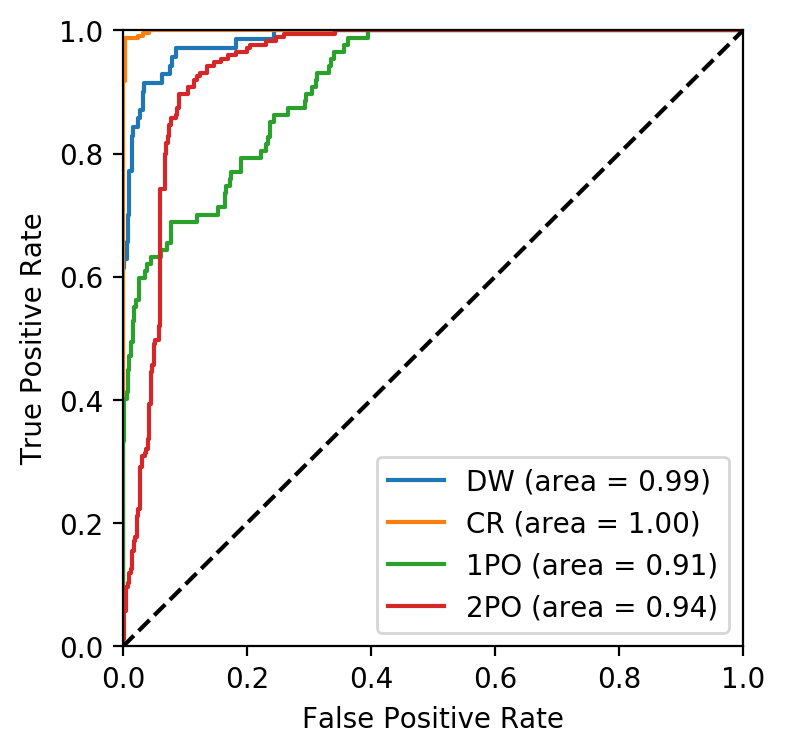 1.0
0.8
0.6
0.4
0.2
0.0
True Positive Rate
DW (area = 0.99)
CR (area = 1.00)
1PO (area = 0.91)
2PO (area = 0.94)
0.0 0.2 0.4 0.6 0.8 1.0
False Positive Rate